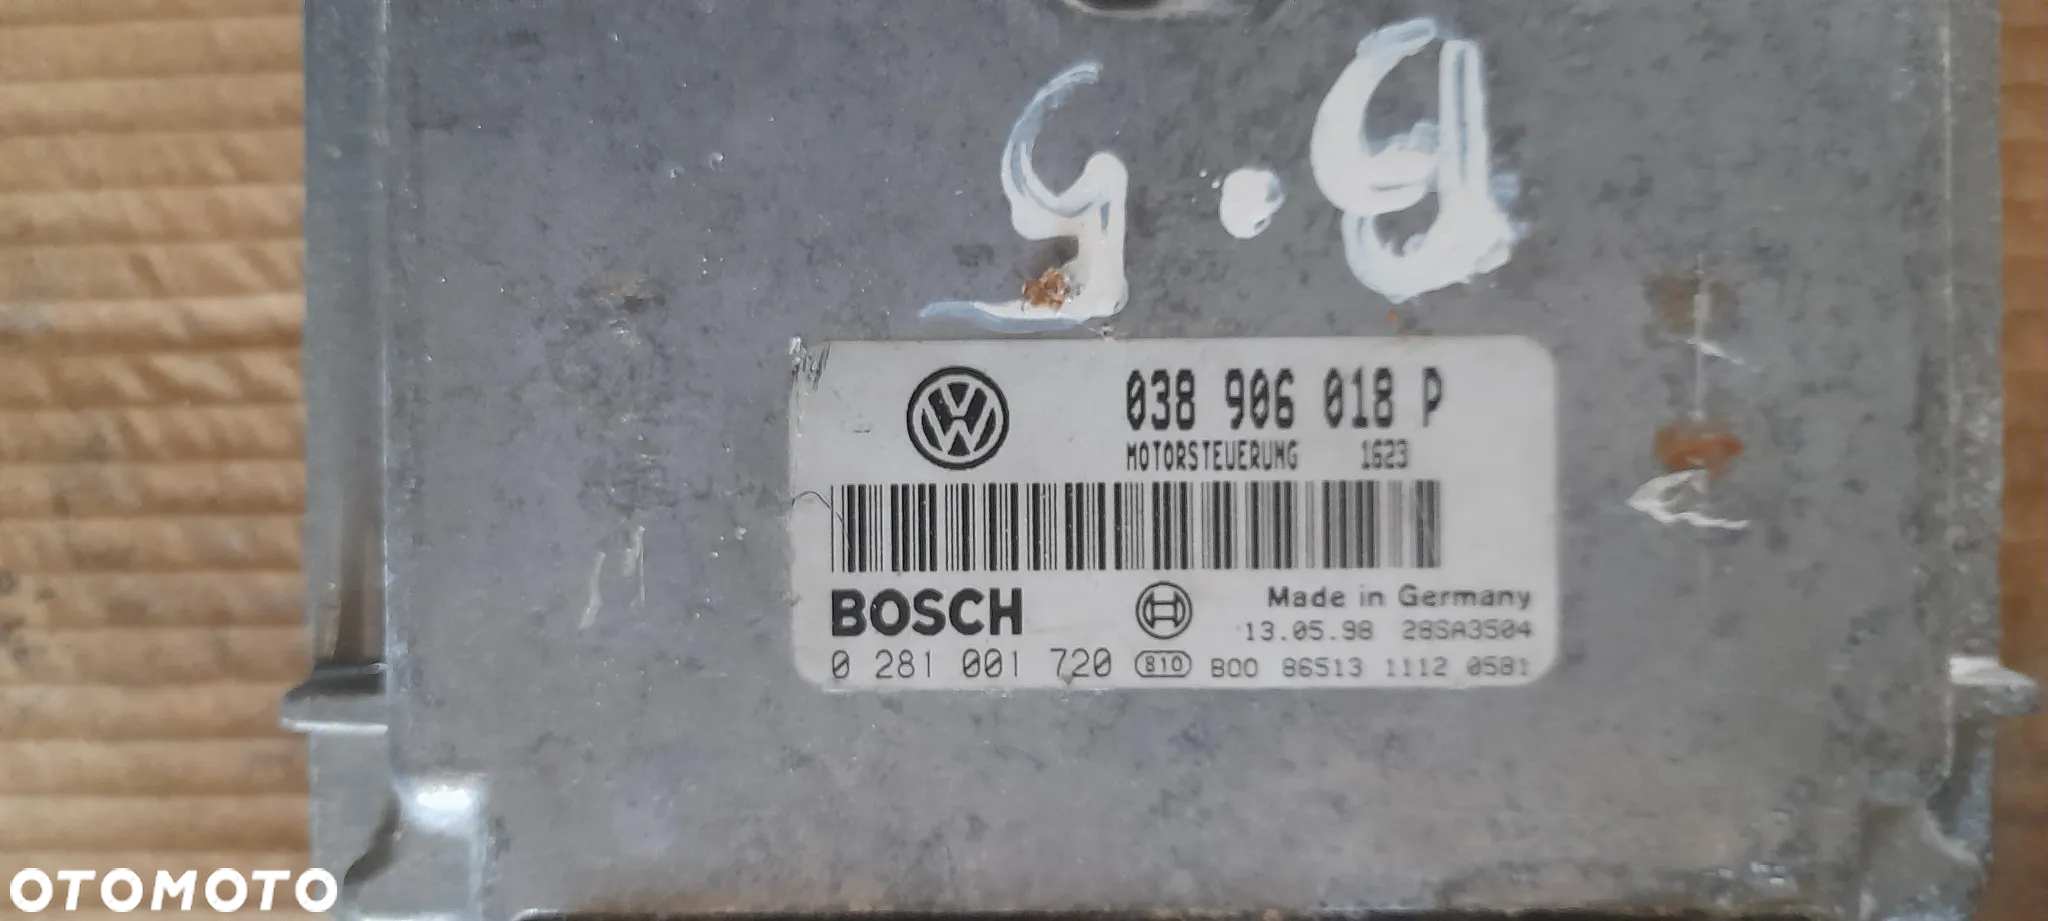 B.5
038 906 018 P
MOTORSTEUERUNG 1623
BOSCH
Made in Germany
13.05.98 28SA3504
0 281 001 720 810 B00 86513 1112 0581
OTOMOTO